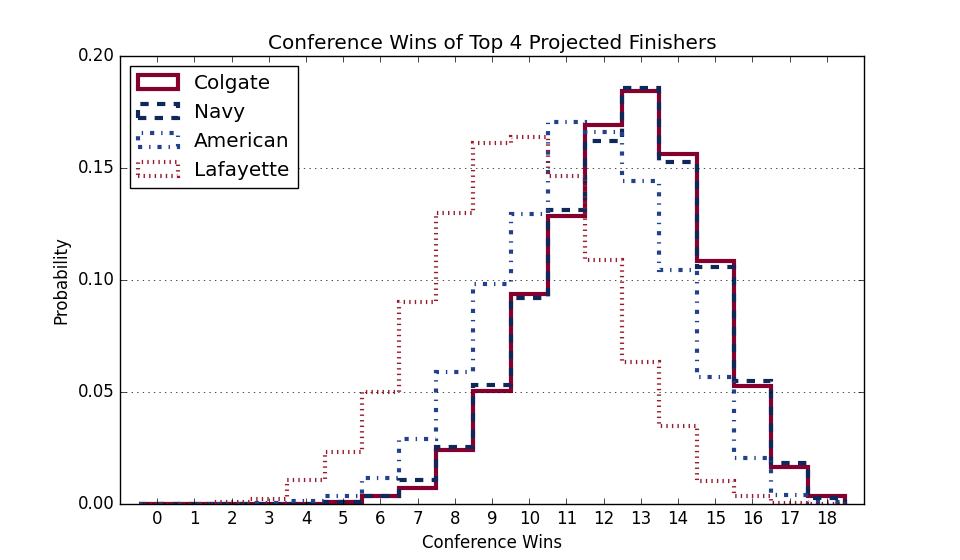 Conference Wins of Top 4 Projected Finishers
Colgate
Navy
American
Lafayette
0.20
0.15
0.10
0.05
0.00
Probability
0 1 2 3 4 5 6 7 8 9 10 11 12 13 14 15 16 17 18
Conference Wins